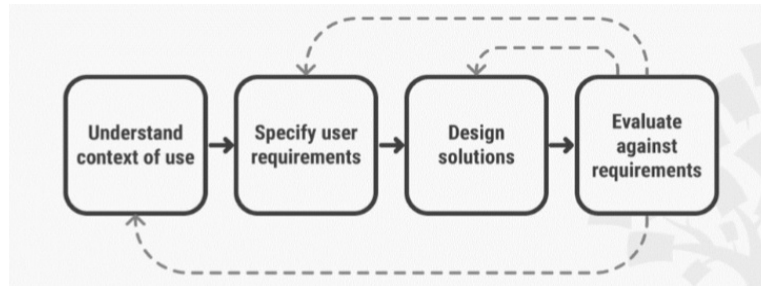 Understand
context of use
Specify user
requirements
Design
solutions
Evaluate
against
requirements